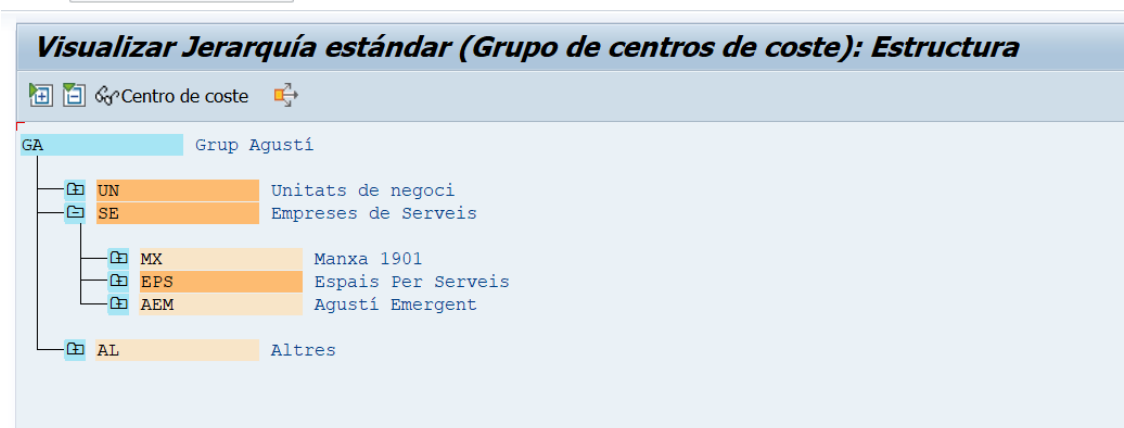 Visualizar Jerarquía estándar (Grupo de centros de coste): Estructura
Centro de coste
GA Grup Agustí
UN Unitats de negoci
SE Empreses de Serveis
MX Manxa 1901
EPS Espais Per Serveis
AEM Agustí Emergent
AL Altres